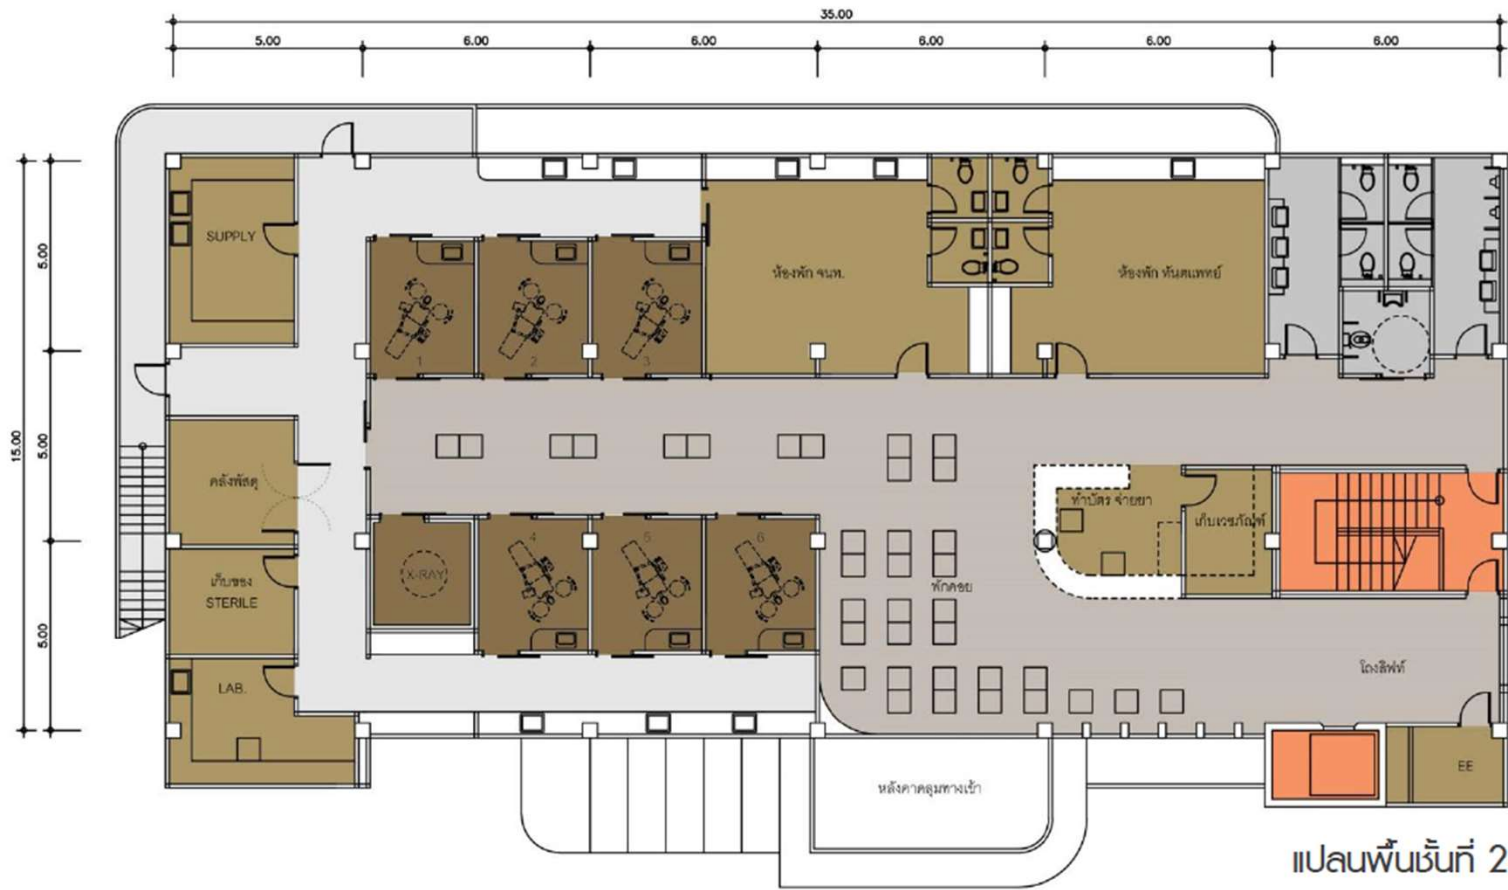 35.00
5.00
6.00
6.00
6.00
6.00
6.00
SUPPLY
5.00
ห้องพัก จนท.
ห้องพัก ทันตแพทย์
1
2
3
15.00
5.00
คลังพัสดุ
ทำบัตร จ่ายยา
เก็บเวชภัณฑ์
4
5
6
X-RAY
เก็บของ
STERILE
พักคอย
5.00
โถงลิฟท์
LAB.
EE
หลังคาคลุมทางเข้า
แปลนพื้นชั้นที่ 2